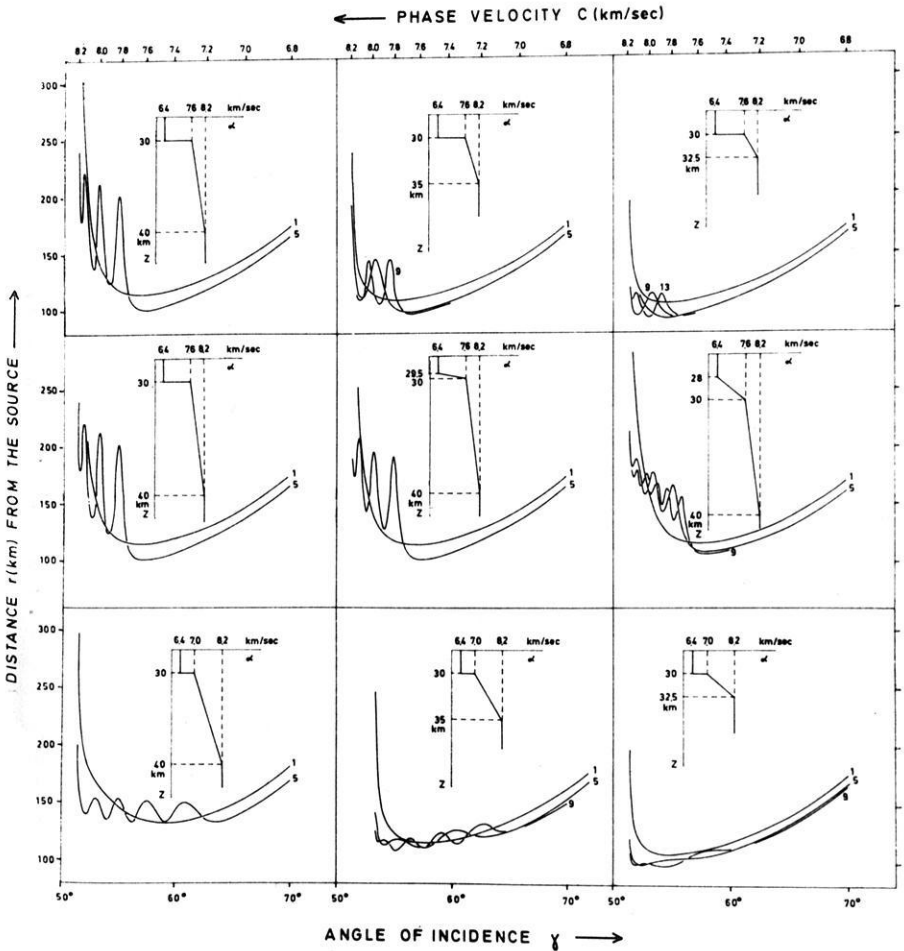 ← PHASE VELOCITY C (km/sec)
8.2 8.0 7.8 7.6 7.4 7.2 7.0 6.8
8.2 8.0 7.8 7.6 7.4 7.2 7.0 6.8
8.2 8.0 7.8 7.6 7.2 7.0 6.8
DISTANCE r(km) FROM THE SOURCE →
300
250
200
150
100
6.4 7.6 8.2 km/sec
α
30
40
km
Z
1
5
6.4 7.6 8.2 km/sec
α
30
35
km
Z
9
1
5
6.4 7.6 8.2 km/sec
α
30
32,5
km
Z
9 13
1
5
250
200
150
100
6.4 7.6 8.2 km/sec
α
30
40
km
Z
1
5
6.4 7.6 8.2 km/sec
α
29.5
30
40
km
Z
1
5
6.4 7.6 8.2 km/sec
α
28
30
40
km
Z
1
5
9
300
250
200
150
100
6.4 7.0 8.2 km/sec
α
30
40
km
Z
1
5
6.4 7.0 8.2 km/sec
α
30
35
km
Z
1
5
9
6.4 7.0 8.2 km/sec
α
30
32,5
km
Z
1
5
9
50° 60° 70°
50° 60° 70°
50° 60° 70°
ANGLE OF INCIDENCE γ →